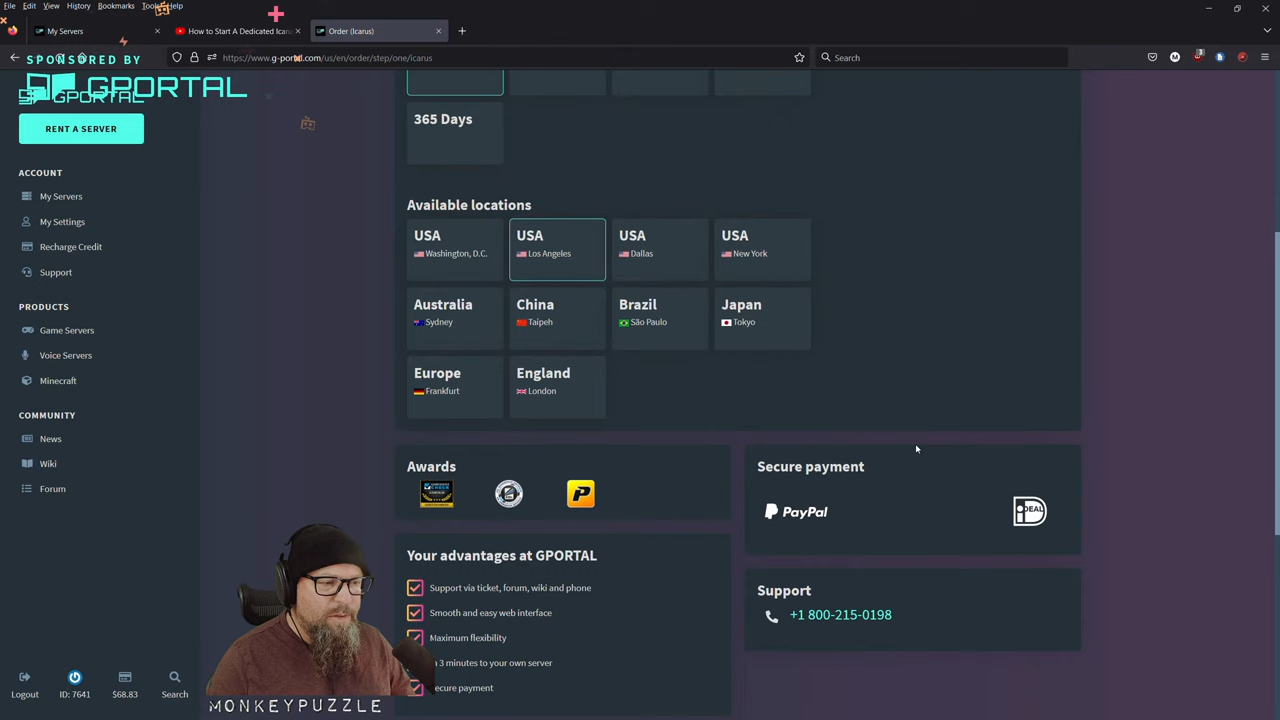 File Edit View History Bookmarks Tools Help
My Servers
How to Start A Dedicated Icaru
Order (Icarus)
https://www.g-portal.com/us/en/order/step/one/icarus
Search
SPONSORED BY
GPORTAL
GPORTAL
RENT A SERVER
ACCOUNT
My Servers
My Settings
Recharge Credit
Support
PRODUCTS
Game Servers
Voice Servers
Minecraft
COMMUNITY
News
Wiki
Forum
Logout
ID: 7641
$68.83
Search
365 Days
Available locations
USA
Washington, D.C.
USA
Los Angeles
USA
Dallas
USA
New York
Australia
Sydney
China
Taipeh
Brazil
São Paulo
Japan
Tokyo
Europe
Frankfurt
England
London
Awards
Secure payment
PayPal
iDEAL
Your advantages at GPORTAL
Support via ticket, forum, wiki and phone
Smooth and easy web interface
Maximum flexibility
3 minutes to your own server
ecure payment
Support
+1 800-215-0198
MONKEYPUZZLE